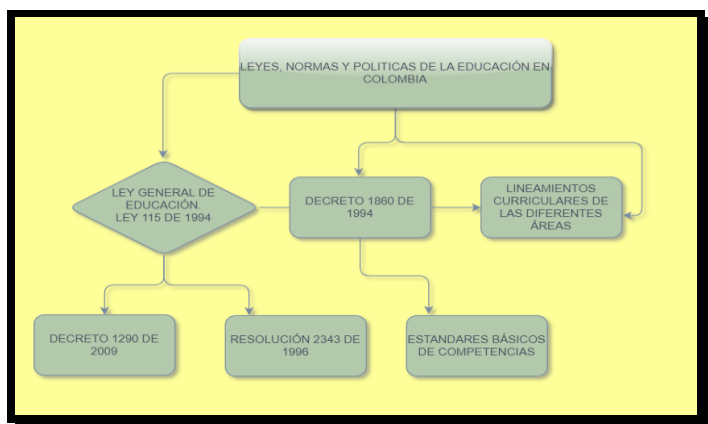 LEYES, NORMAS Y POLITICAS DE LA EDUCACIÓN EN
COLOMBIA
LEY GENERAL DE
EDUCACIÓN.
LEY 115 DE 1994
DECRETO 1860 DE
1994
LINEAMIENTOS
CURRICULARES DE
LAS DIFERENTES
ÁREAS
DECRETO 1290 DE
2009
RESOLUCIÓN 2343 DE
1996
ESTANDARES BÁSICOS
DE COMPETENCIAS